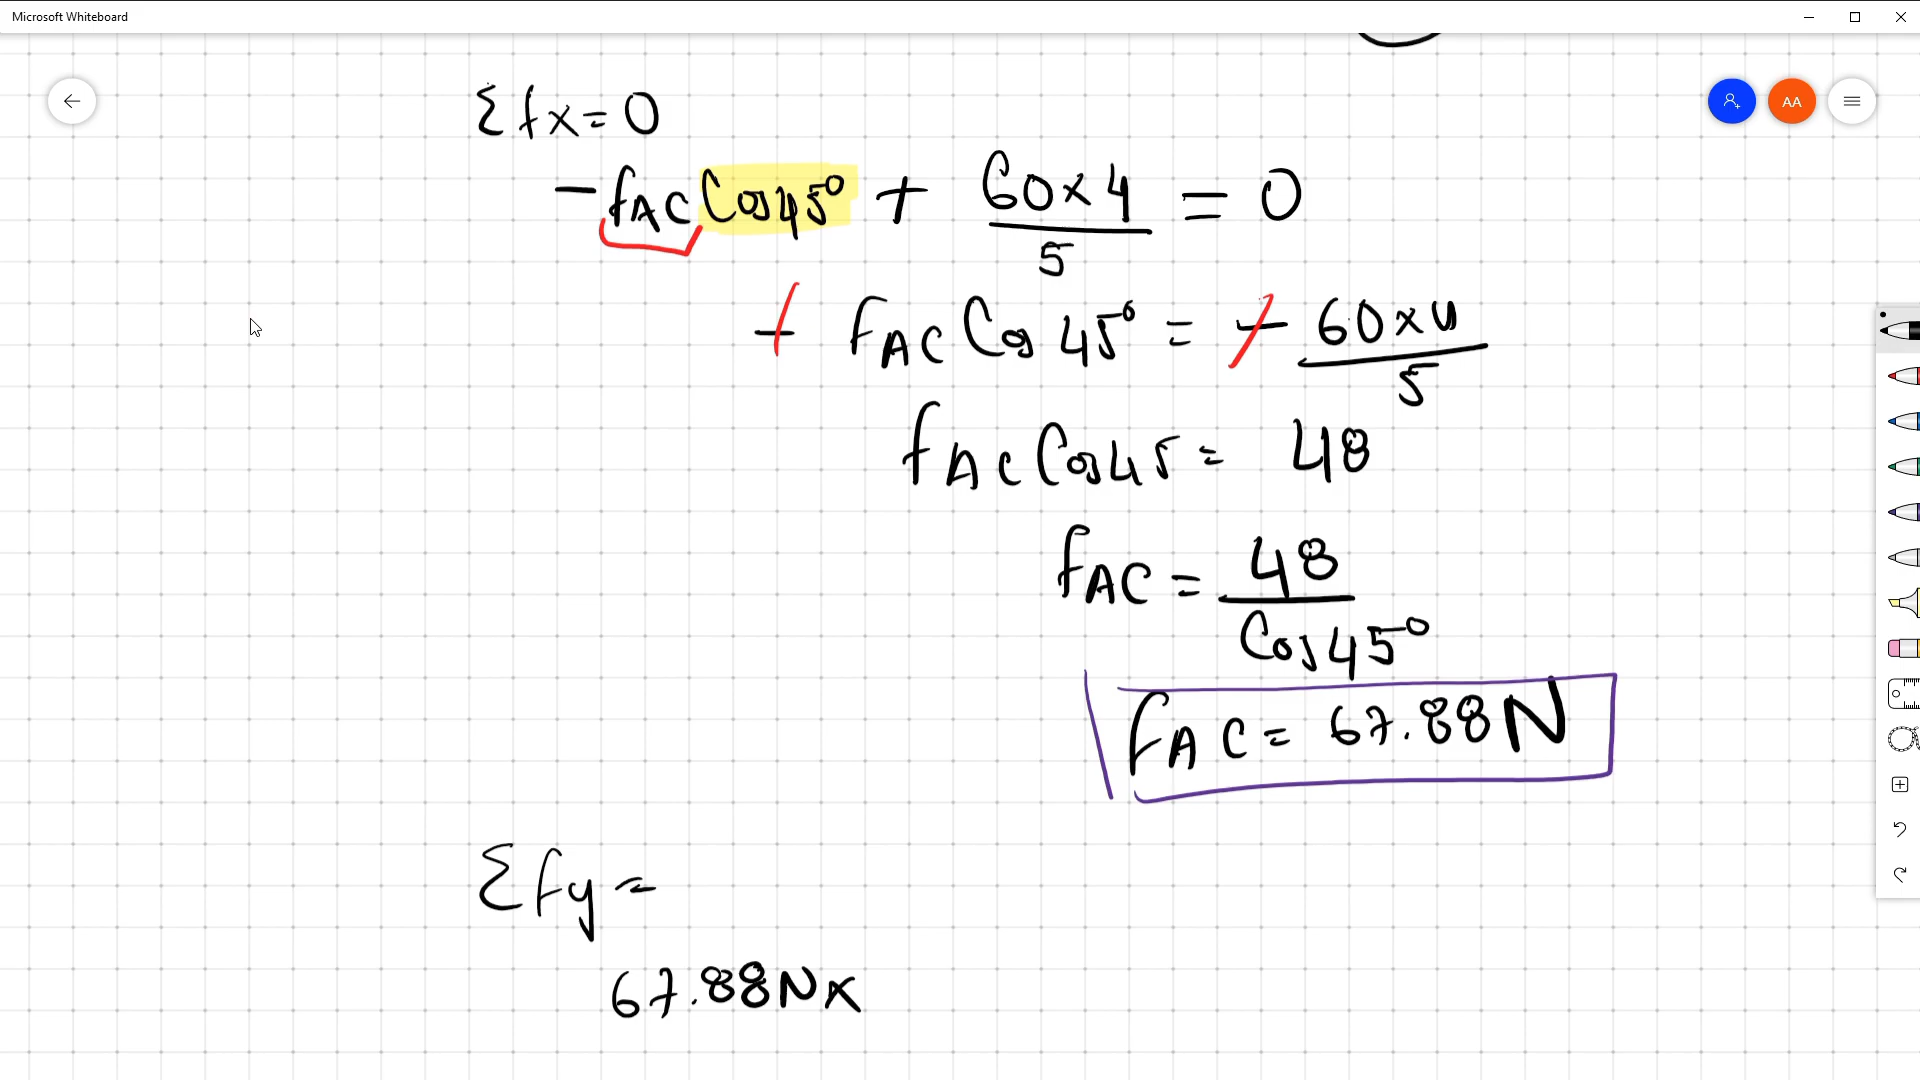 Microsoft Whiteboard
AA
Σfx=0
-fAC Cos45° + 60×4/5 = 0
- FAC Cos 45° = - 60×4/5
fAC Cos45 = 48
fAC = 48/Cos45°
FAC = 67.88N
Σfy =
67.88N×